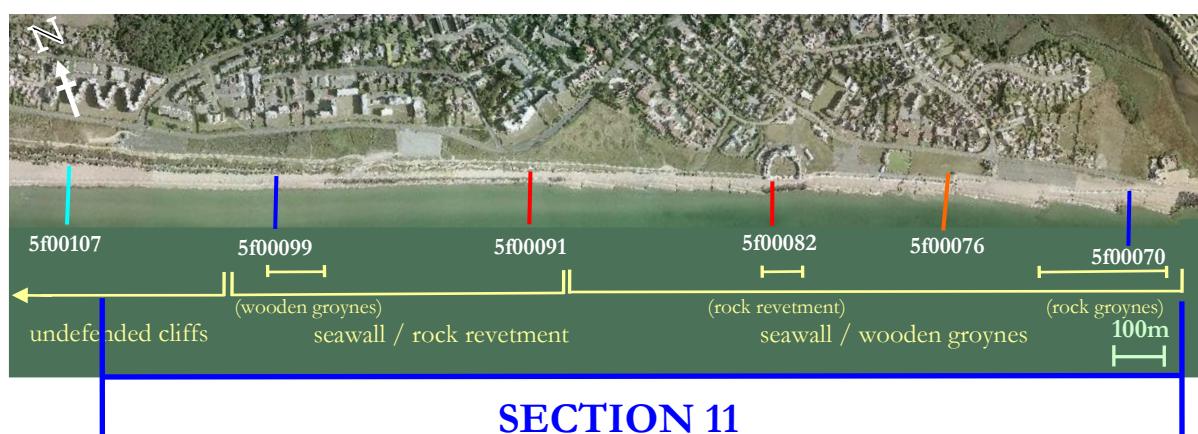 N
5f00107
5f00099
5f00091
5f00082
5f00076
5f00070
(wooden groynes)
(rock revetment)
(rock groynes)
undefended cliffs
seawall / rock revetment
seawall / wooden groynes
100m
SECTION 11